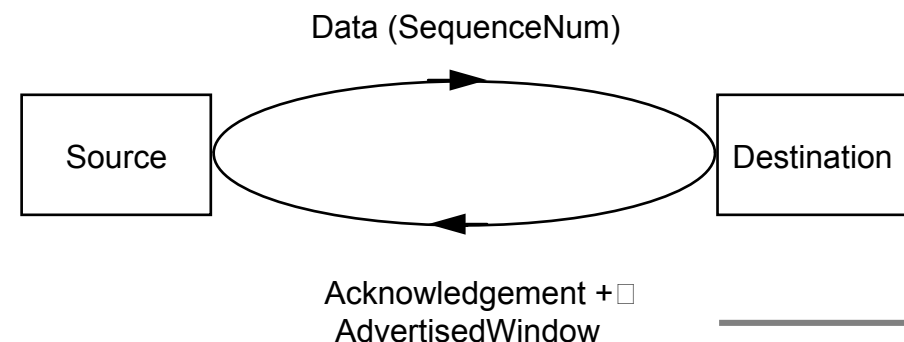 Data (SequenceNum)
Source
Destination
Acknowledgement +□
AdvertisedWindow